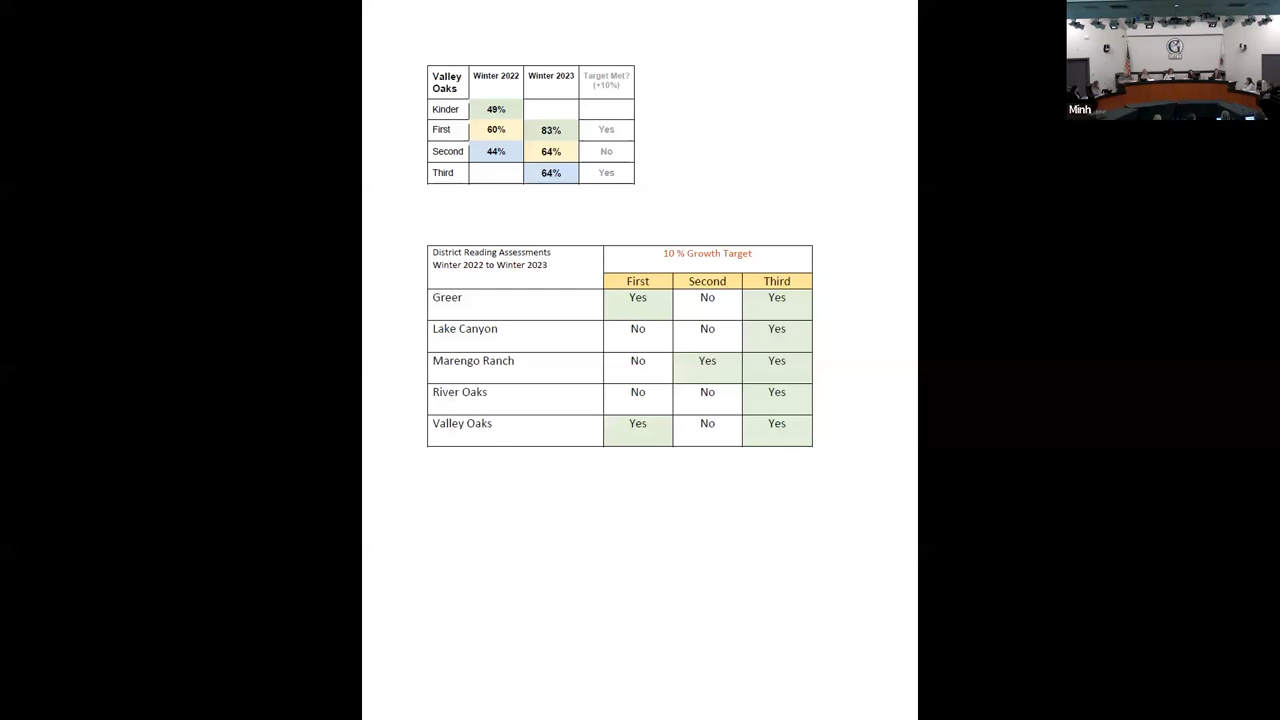 Valley Oaks Winter 2022 Winter 2023 Target Met? (+10%)
Kinder 49%
First 60% 83% Yes
Second 44% 64% No
Third 64% Yes
District Reading Assessments
Winter 2022 to Winter 2023
10 % Growth Target
First Second Third
Greer Yes No Yes
Lake Canyon No No Yes
Marengo Ranch No Yes Yes
River Oaks No No Yes
Valley Oaks Yes No Yes
Minh